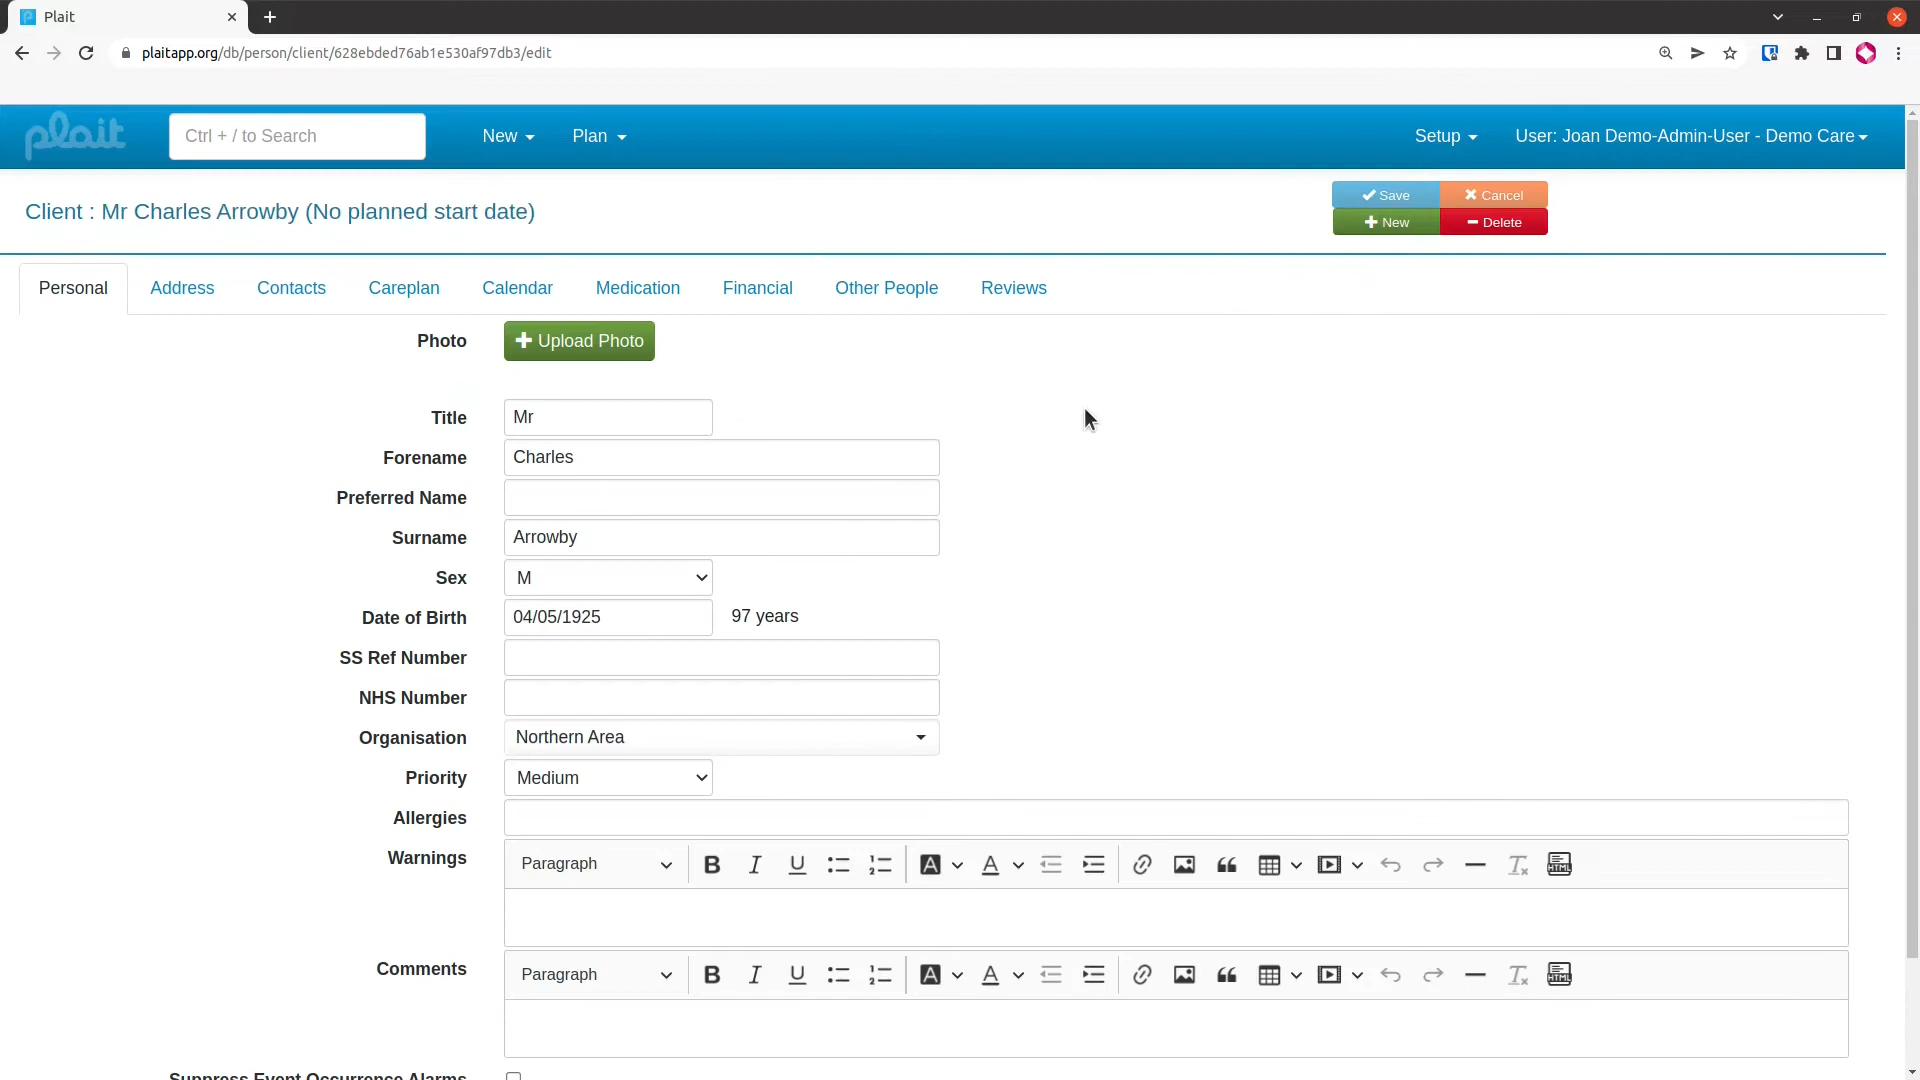 Plait
plaitapp.org/db/person/client/628ebded76ab1e530af97db3/edit
plait
Ctrl + / to Search
New
Plan
Setup
User: Joan Demo-Admin-User - Demo Care
Client : Mr Charles Arrowby (No planned start date)
Save
Cancel
New
Delete
Personal
Address
Contacts
Careplan
Calendar
Medication
Financial
Other People
Reviews
Photo
Upload Photo
Title
Mr
Forename
Charles
Preferred Name
Surname
Arrowby
Sex
M
Date of Birth
04/05/1925
97 years
SS Ref Number
NHS Number
Organisation
Northern Area
Priority
Medium
Allergies
Warnings
Paragraph
Comments
Paragraph
Suppress Event Occurrence Alarms